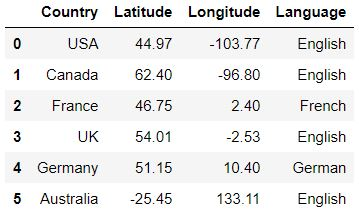 Country Latitude Longitude Language
0 USA 44.97 -103.77 English
1 Canada 62.40 -96.80 English
2 France 46.75 2.40 French
3 UK 54.01 -2.53 English
4 Germany 51.15 10.40 German
5 Australia -25.45 133.11 English